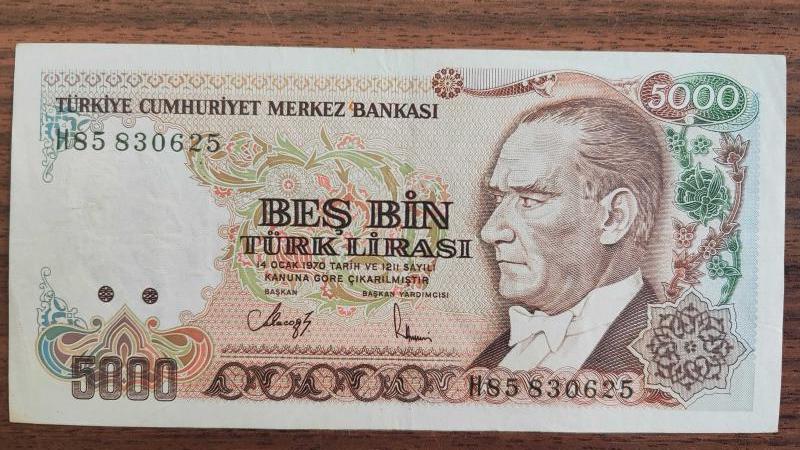 5000
TÜRKİYE CUMHURİYET MERKEZ BANKASI
H85 830625
BEŞ BİN
TÜRK LİRASI
14 OCAK 1970 TARİH VE 1211 SAYILI
KANUNA GÖRE ÇIKARILMIŞTIR
BAŞKAN BAŞKAN YARDIMCISI
5000
H85 830625